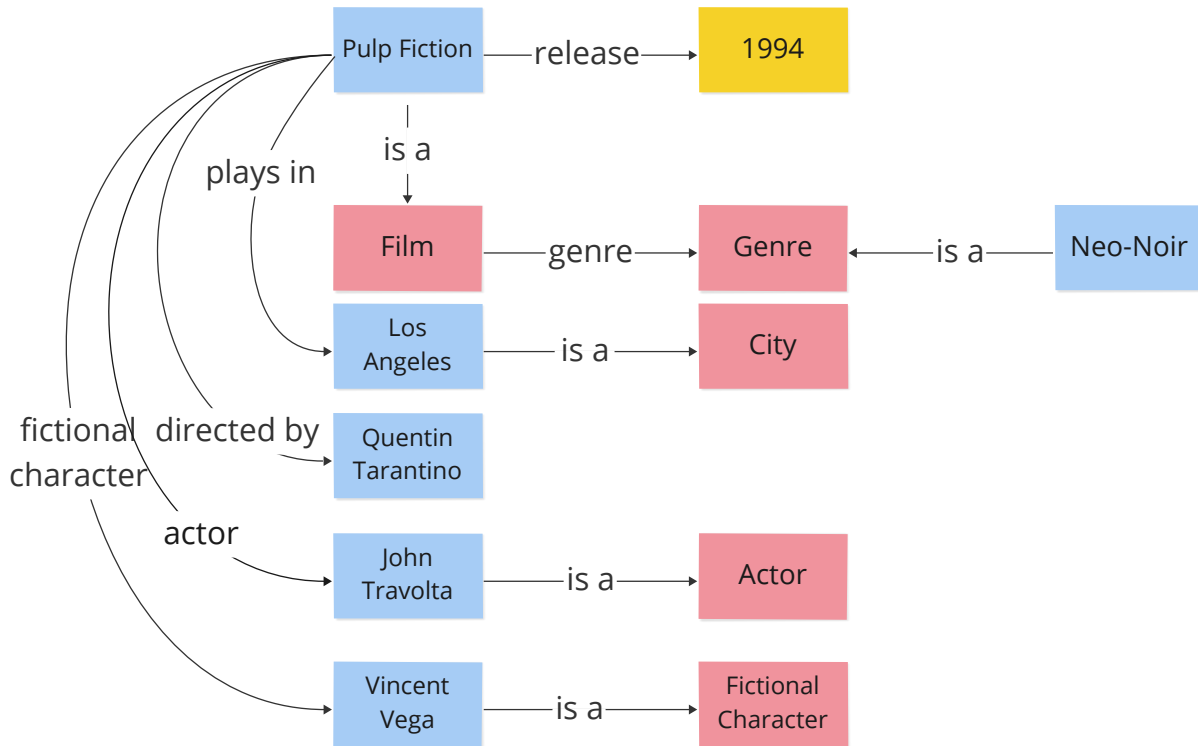 Pulp Fiction
release
1994
is a
plays in
Film
genre
Genre
is a
Neo-Noir
Los
Angeles
is a
City
fictional
character
directed by
Quentin
Tarantino
actor
John
Travolta
is a
Actor
Vincent
Vega
is a
Fictional
Character